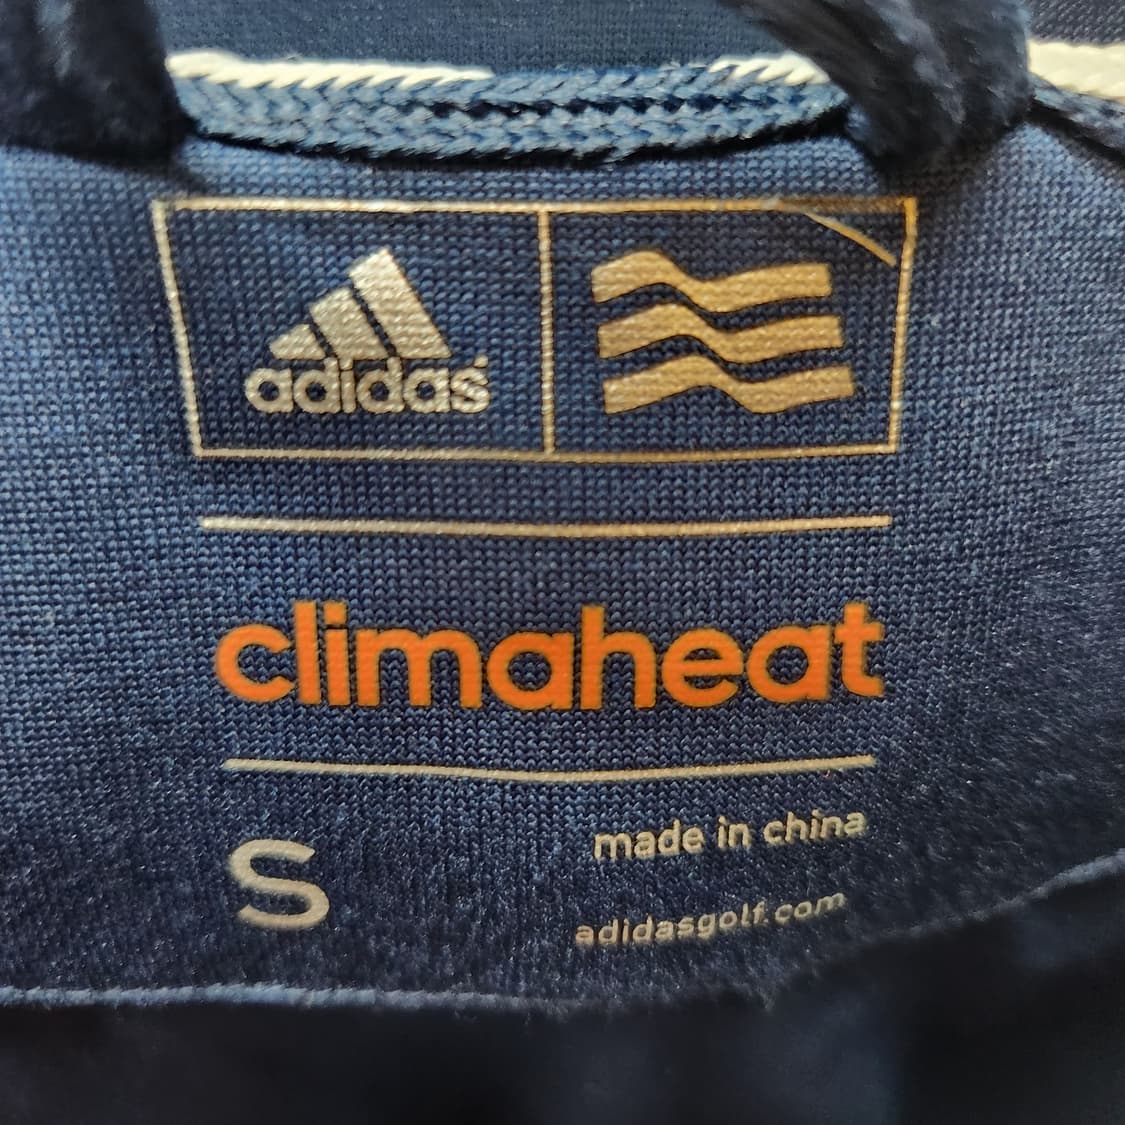 adidas
climaheat
S
made in china
adidasgolf.com